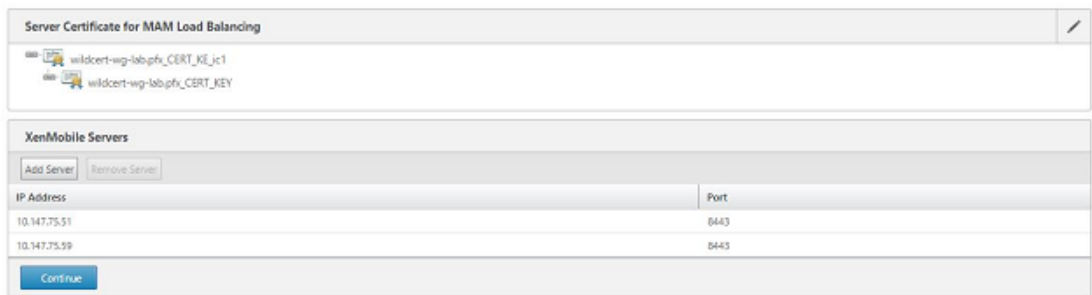 Server Certificate for MAM Load Balancing
wildcert-wg-lab.pfx_CERT_KE_ic1
wildcert-wg-lab.pfx_CERT_KEY
XenMobile Servers
Add Server Remove Server
IP Address Port
10.147.75.51 8443
10.147.75.59 8443
Continue